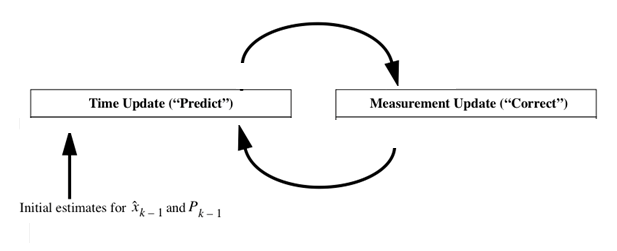 Time Update (“Predict”)
Measurement Update (“Correct”)
Initial estimates for x̂ₖ₋₁ and Pₖ₋₁